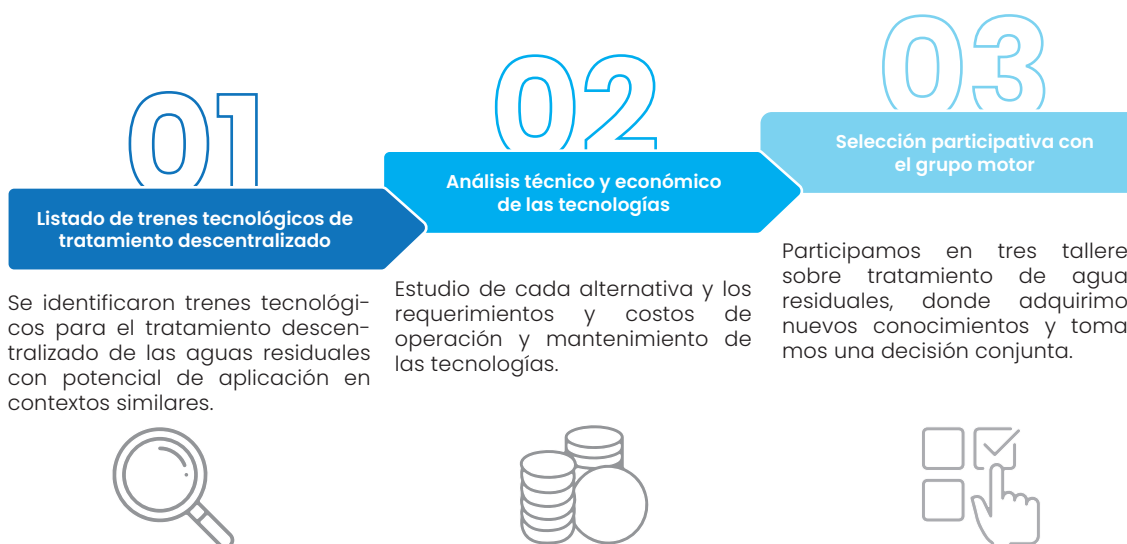 01
Listado de trenes tecnológicos de
tratamiento descentralizado
Se identificaron trenes tecnológi-
cos para el tratamiento descen-
tralizado de las aguas residuales
con potencial de aplicación en
contextos similares.
02
Análisis técnico y económico
de las tecnologías
Estudio de cada alternativa y los
requerimientos y costos de
operación y mantenimiento de
las tecnologías.
03
Selección participativa con
el grupo motor
Participamos en tres tallere
sobre tratamiento de agua
residuales, donde adquirimo
nuevos conocimientos y toma
mos una decisión conjunta.